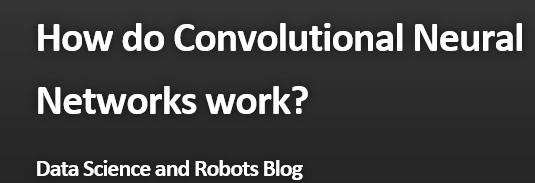 How do Convolutional Neural
Networks work?
Data Science and Robots Blog